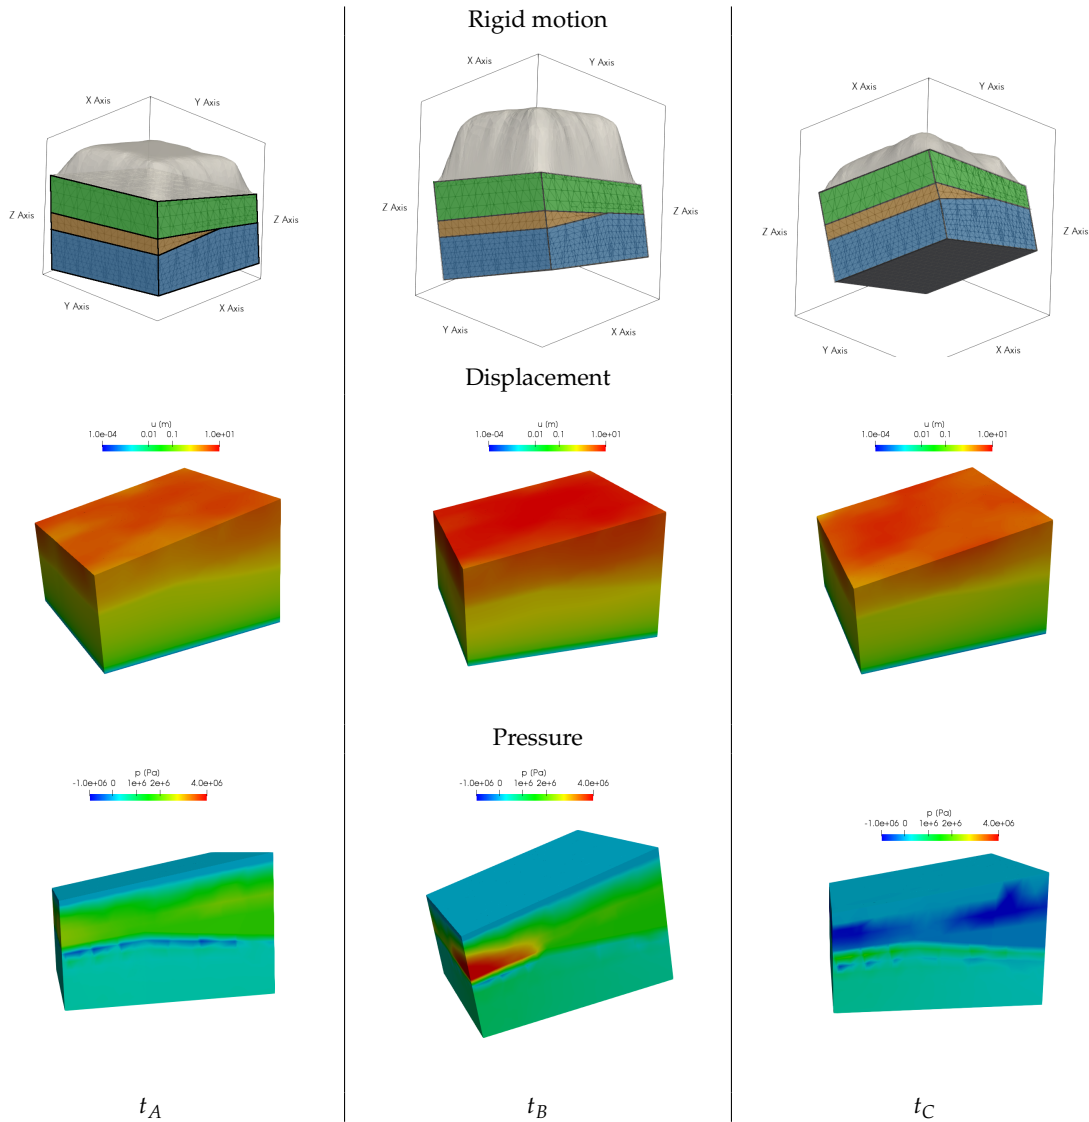 Rigid motion
X Axis
Y Axis
Z Axis
Z Axis
Y Axis
X Axis
X Axis
Y Axis
Z Axis
Z Axis
Y Axis
X Axis
X Axis
Y Axis
Z Axis
Z Axis
Y Axis
X Axis
Displacement
u (m)
1.0e-04 0.01 0.1 1.0e+01
u (m)
1.0e-04 0.01 0.1 1.0e+01
u (m)
1.0e-04 0.01 0.1 1.0e+01
Pressure
p (Pa)
-1.0e+06 0 1e+6 2e+6 4.0e+06
p (Pa)
-1.0e+06 0 1e+6 2e+6 4.0e+06
p (Pa)
-1.0e+06 0 1e+6 2e+6 4.0e+06
t_A t_B t_C